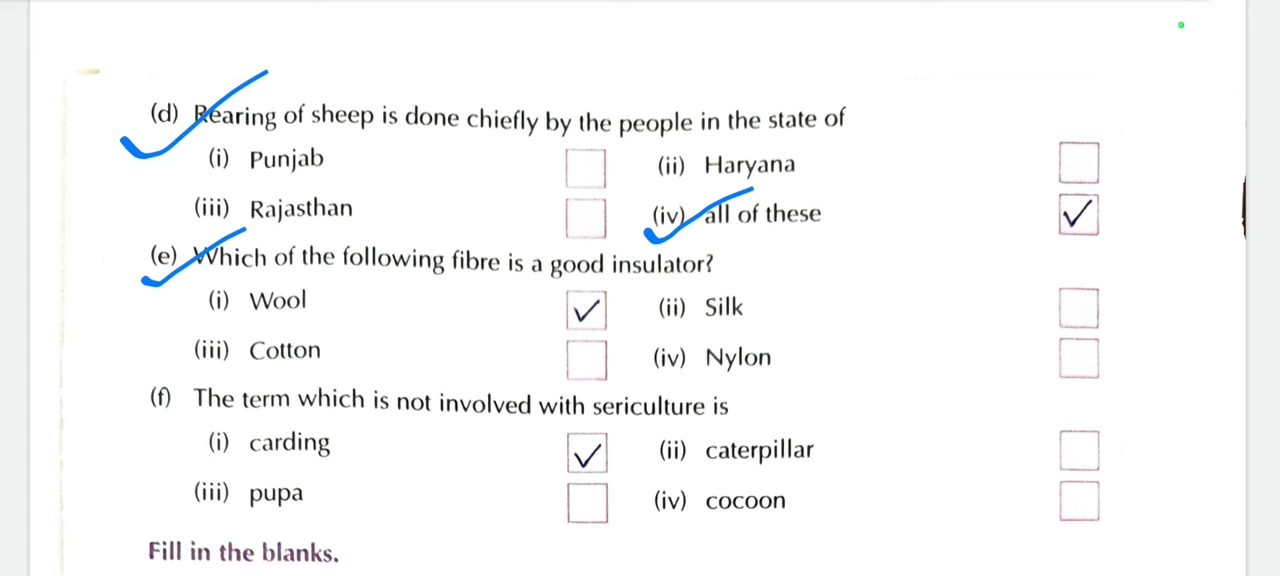 (d) Rearing of sheep is done chiefly by the people in the state of
(i) Punjab (ii) Haryana
(iii) Rajasthan (iv) all of these
(e) Which of the following fibre is a good insulator?
(i) Wool (ii) Silk
(iii) Cotton (iv) Nylon
(f) The term which is not involved with sericulture is
(i) carding (ii) caterpillar
(iii) pupa (iv) cocoon
Fill in the blanks.